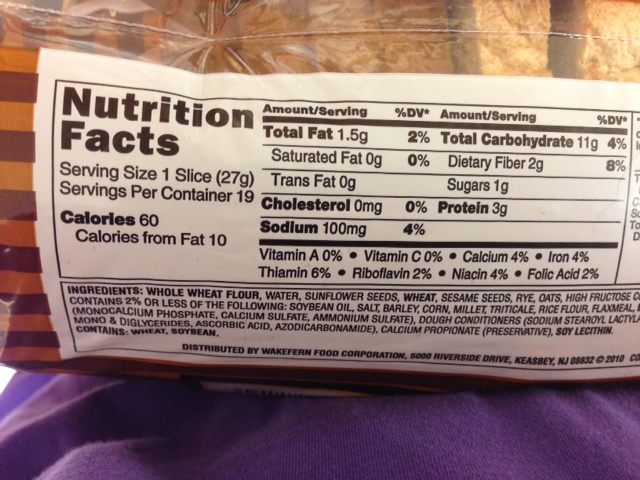 Nutrition Facts
Serving Size 1 Slice (27g)
Servings Per Container 19
Calories 60
Calories from Fat 10
Amount/Serving %DV*
Total Fat 1.5g 2%
Saturated Fat 0g 0%
Trans Fat 0g
Cholesterol 0mg 0%
Sodium 100mg 4%
Amount/Serving %DV*
Total Carbohydrate 11g 4%
Dietary Fiber 2g 8%
Sugars 1g
Protein 3g
Vitamin A 0% • Vitamin C 0% • Calcium 4% • Iron 4%
Thiamin 6% • Riboflavin 2% • Niacin 4% • Folic Acid 2%
INGREDIENTS: WHOLE WHEAT FLOUR, WATER, SUNFLOWER SEEDS, WHEAT, SESAME SEEDS, RYE, OATS, HIGH FRUCTOSE
CONTAINS 2% OR LESS OF THE FOLLOWING: SOYBEAN OIL, SALT, BARLEY, CORN, MILLET, TRITICALE, RICE FLOUR, FLAXMEAL,
(MONOCALCIUM PHOSPHATE, CALCIUM SULFATE, AMMONIUM SULFATE), DOUGH CONDITIONERS (SODIUM STEAROYL
MONO & DIGLYCERIDES, ASCORBIC ACID, AZODICARBONAMIDE), CALCIUM PROPIONATE (PRESERVATIVE), SOY LECITHIN.
CONTAINS: WHEAT, SOYBEAN.
DISTRIBUTED BY WAKEFERN FOOD CORPORATION, 5000 RIVERSIDE DRIVE, KEASBEY, NJ 08832 © 2010